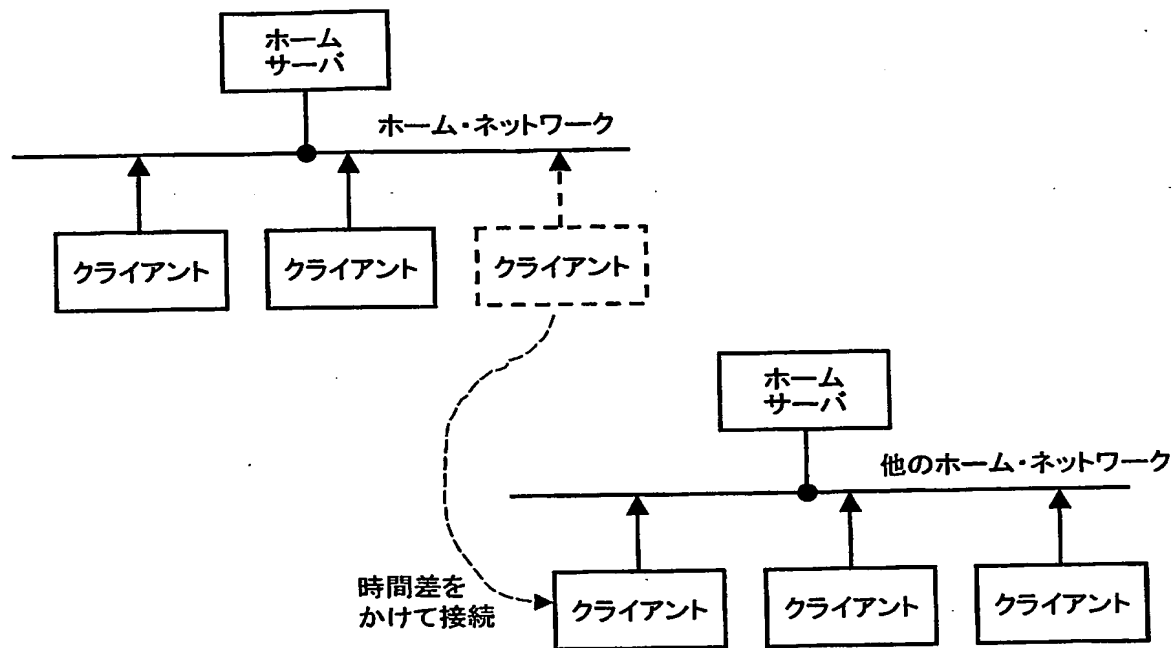 ホーム
サーバ
ホーム・ネットワーク
クライアント
クライアント
クライアント
ホーム
サーバ
他のホーム・ネットワーク
時間差を
かけて接続
クライアント
クライアント
クライアント